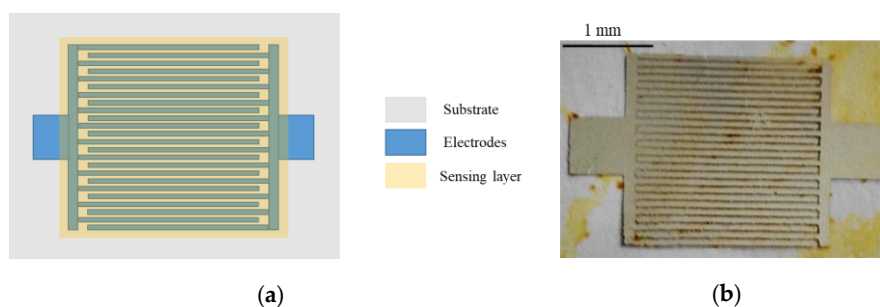 1 mm
Substrate
Electrodes
Sensing layer
(a)
(b)